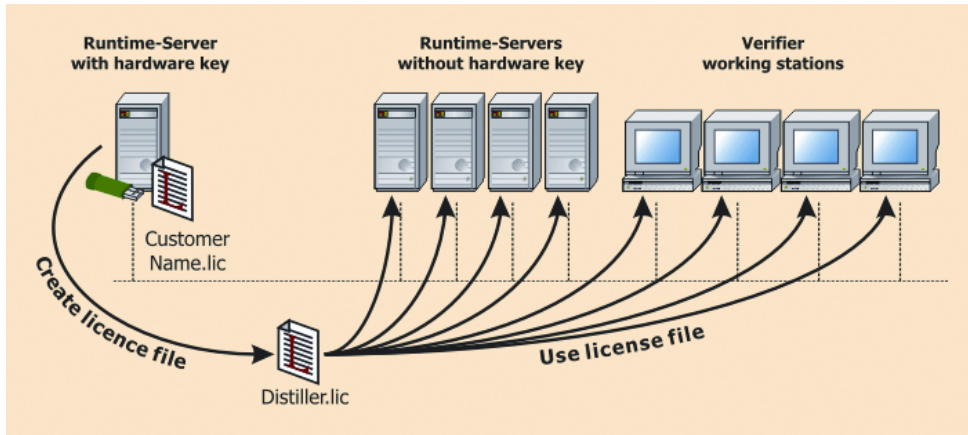 Runtime-Server
with hardware key
Runtime-Servers
without hardware key
Verifier
working stations
Customer
Name.lic
Create licence file
Distiller.lic
Use license file